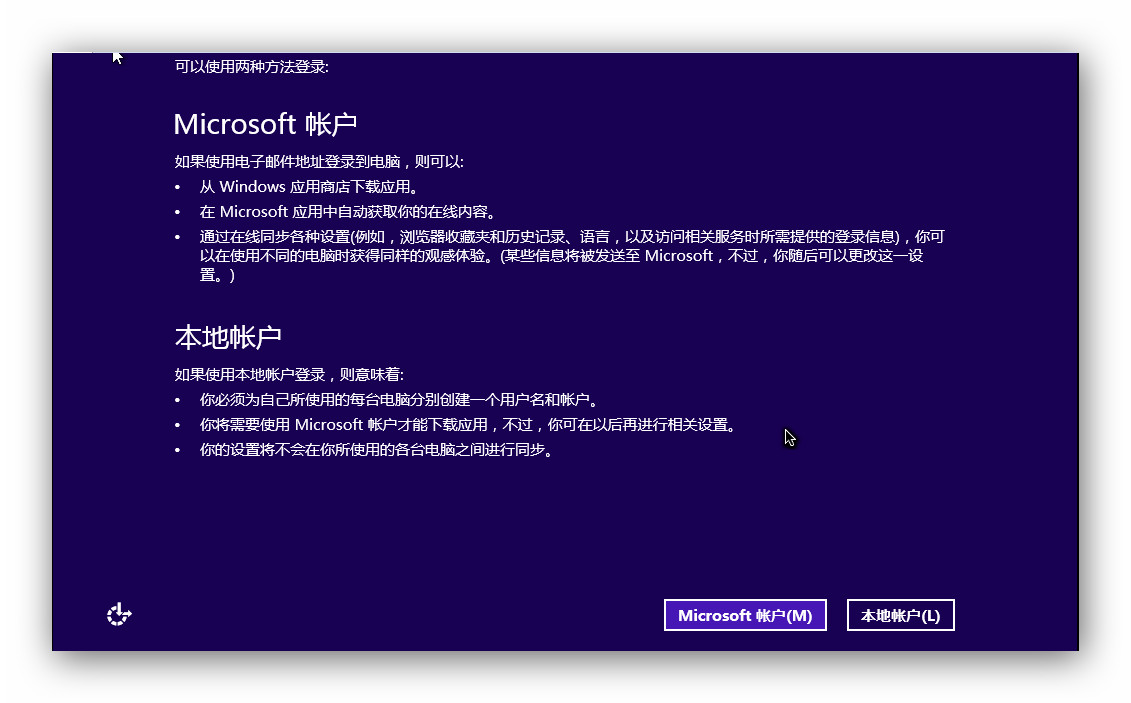 可以使用两种方法登录:
Microsoft 帐户
如果使用电子邮件地址登录到电脑，则可以:
• 从 Windows 应用商店下载应用。
• 在 Microsoft 应用中自动获取你的在线内容。
• 通过在线同步各种设置(例如，浏览器收藏夹和历史记录、语言，以及访问相关服务时所需提供的登录信息)，你可
以在使用不同的电脑时获得同样的观感体验。(某些信息将被发送至 Microsoft，不过，你随后可以更改这一设
置。)
本地帐户
如果使用本地帐户登录，则意味着:
• 你必须为自己所使用的每台电脑分别创建一个用户名和帐户。
• 你将需要使用 Microsoft 帐户才能下载应用，不过，你可在以后再进行相关设置。
• 你的设置将不会在你所使用的各台电脑之间进行同步。
Microsoft 帐户(M) 本地帐户(L)